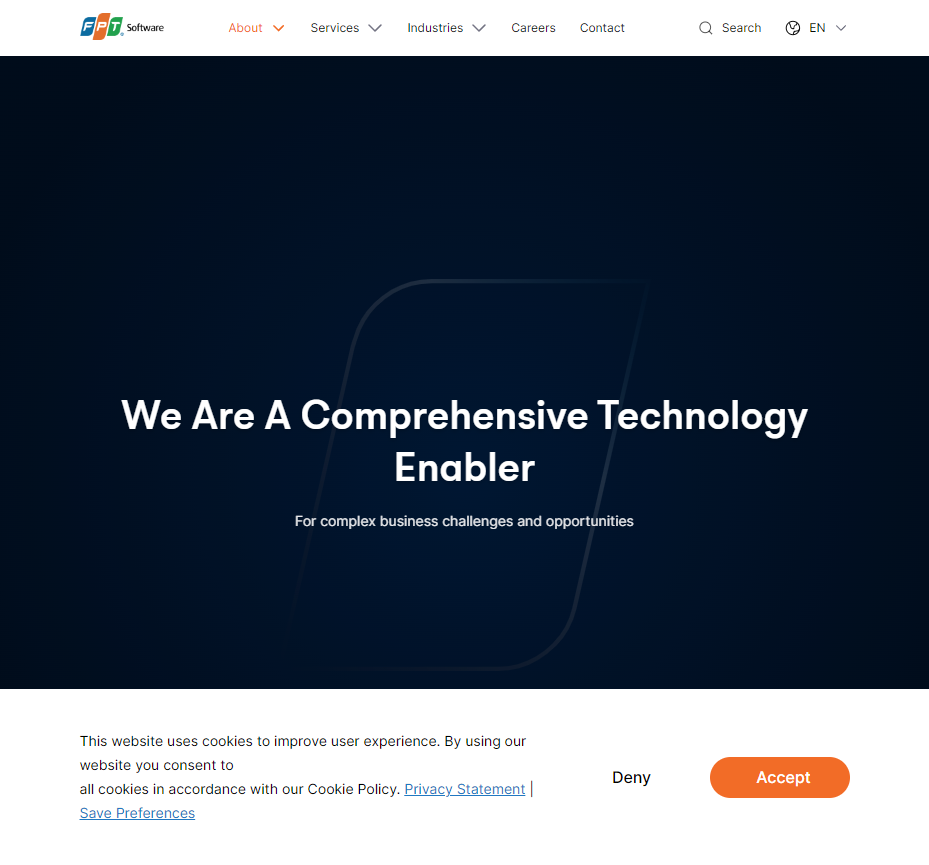 FPT Software
About
Services
Industries
Careers
Contact
Search
EN
We Are A Comprehensive Technology
Enabler
For complex business challenges and opportunities
This website uses cookies to improve user experience. By using our
website you consent to
all cookies in accordance with our Cookie Policy. Privacy Statement |
Save Preferences
Deny
Accept